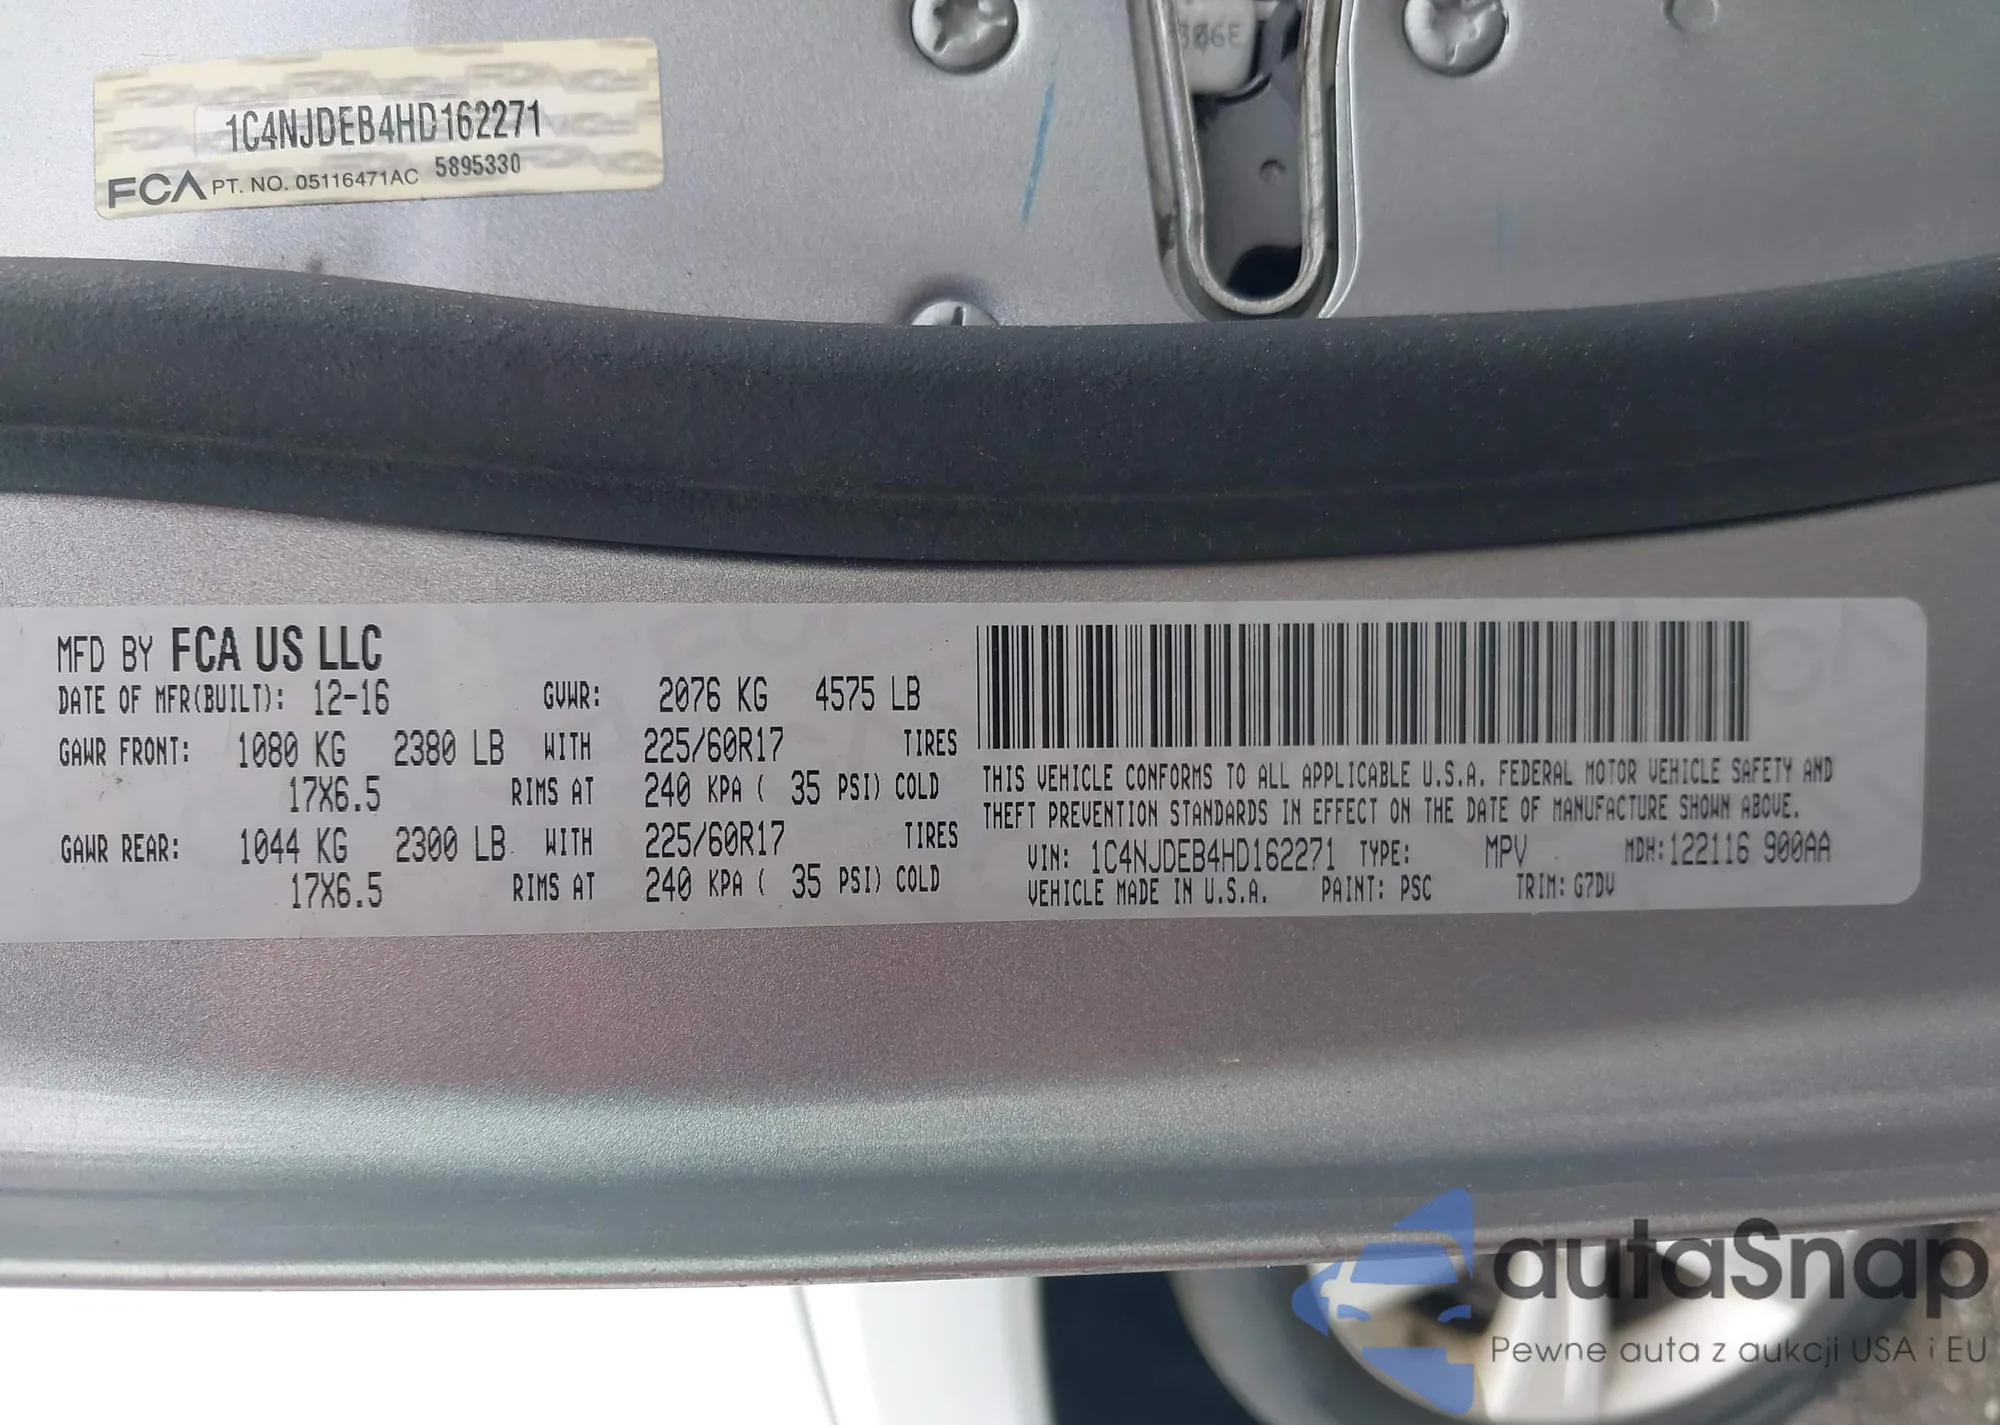 306E
1C4NJDEB4HD162271
FCA PT. NO. 05116471AC 5895330
MFD BY FCA US LLC
DATE OF MFR(BUILT): 12-16 GVWR: 2076 KG 4575 LB
GAWR FRONT: 1080 KG 2380 LB WITH 225/60R17 TIRES
17X6.5 RIMS AT 240 KPA ( 35 PSI) COLD
GAWR REAR: 1044 KG 2300 LB WITH 225/60R17 TIRES
17X6.5 RIMS AT 240 KPA ( 35 PSI) COLD
THIS VEHICLE CONFORMS TO ALL APPLICABLE U.S.A. FEDERAL MOTOR VEHICLE SAFETY AND
THEFT PREVENTION STANDARDS IN EFFECT ON THE DATE OF MANUFACTURE SHOWN ABOVE.
VIN: 1C4NJDEB4HD162271 TYPE: MPV MDH:122116 900AA
VEHICLE MADE IN U.S.A. PAINT: PSC TRIM: G7DV
autaSnap
Pewne auta z aukcji USA i EU